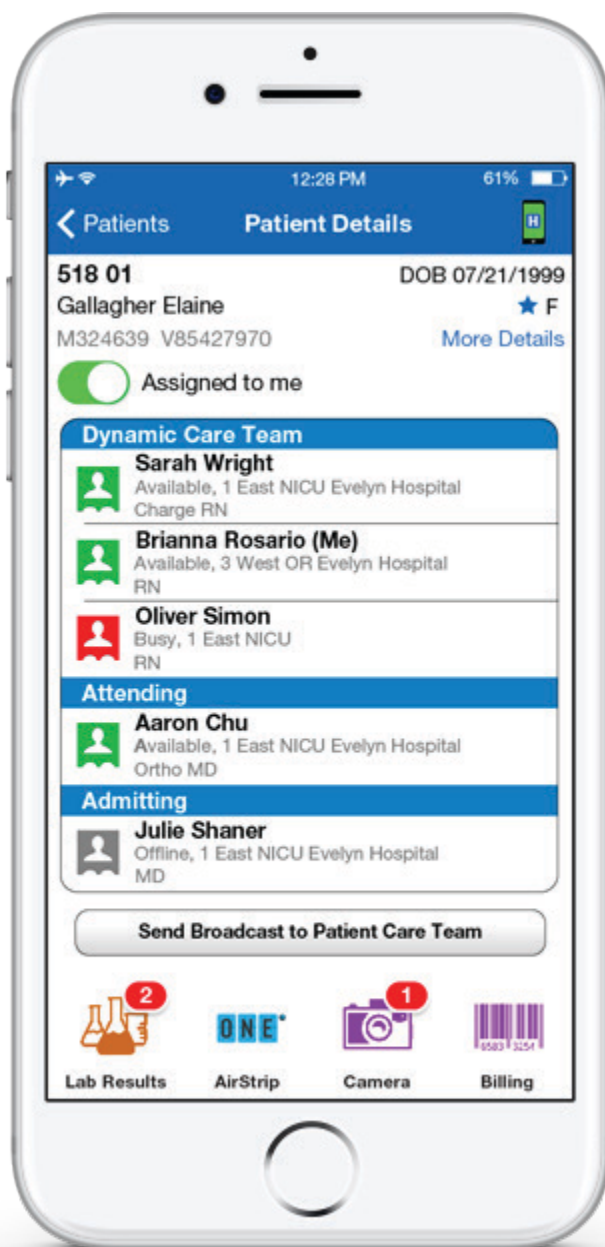 12:28 PM 61%
Patients Patient Details H
518 01 DOB 07/21/1999
Gallagher Elaine F
M324639 V85427970 More Details
Assigned to me
Dynamic Care Team
Sarah Wright
Available, 1 East NICU Evelyn Hospital
Charge RN
Brianna Rosario (Me)
Available, 3 West OR Evelyn Hospital
RN
Oliver Simon
Busy, 1 East NICU
RN
Attending
Aaron Chu
Available, 1 East NICU Evelyn Hospital
Ortho MD
Admitting
Julie Shaner
Offline, 1 East NICU Evelyn Hospital
MD
Send Broadcast to Patient Care Team
2 1
ONE
6583 3254
Lab Results AirStrip Camera Billing